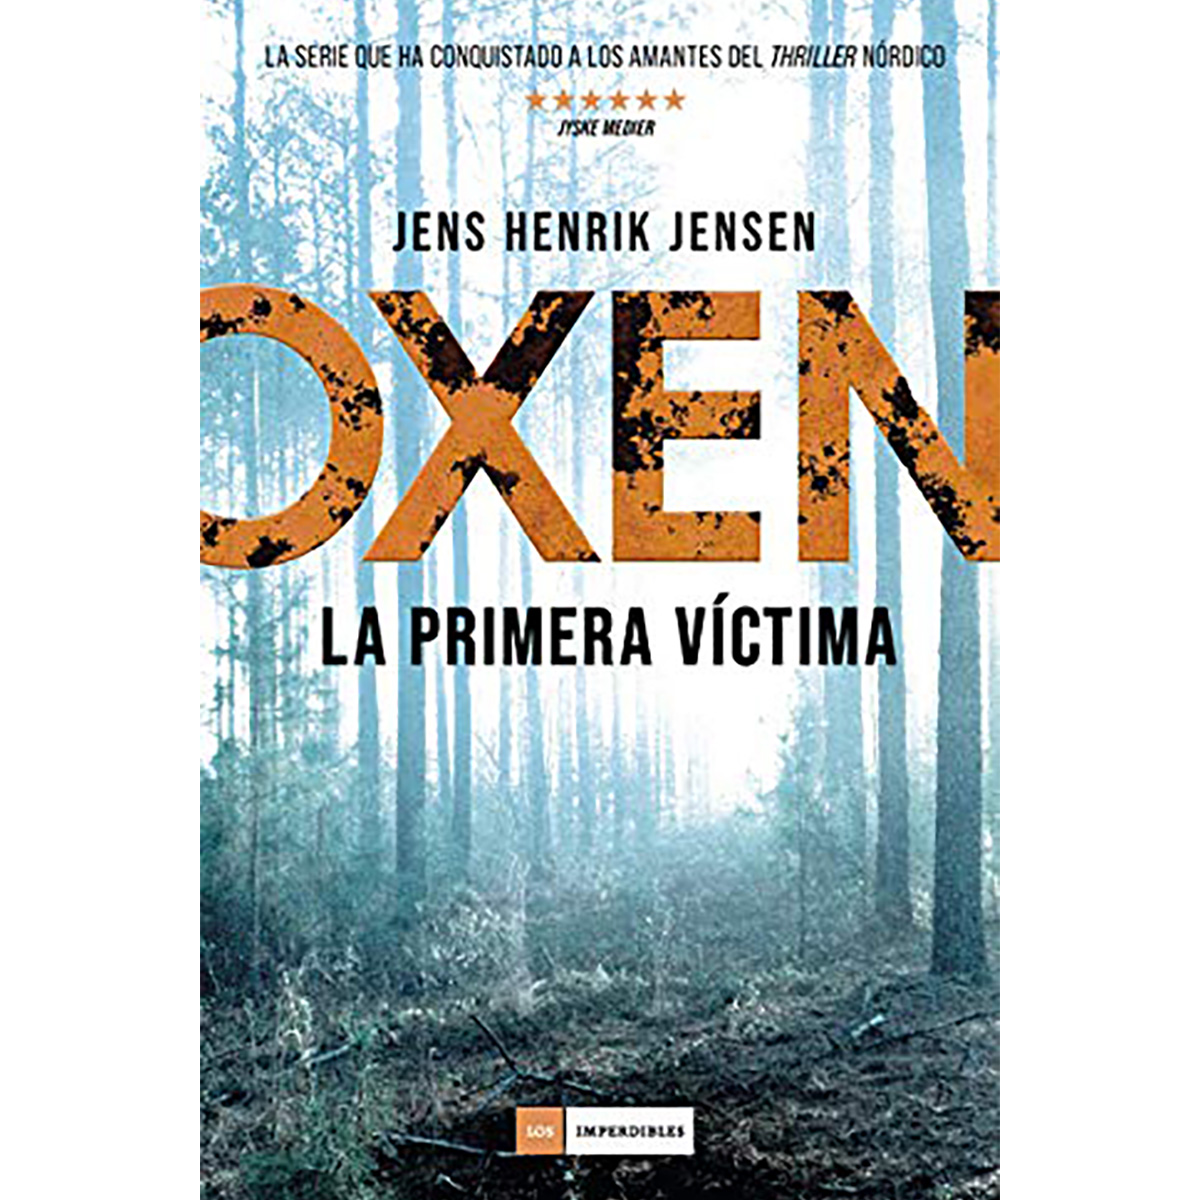 LA SERIE QUE HA CONQUISTADO A LOS AMANTES DEL THRILLER NÓRDICO
★★★★★★
JYSKE MEDIER
JENS HENRIK JENSEN
OXEN
LA PRIMERA VÍCTIMA
LOS IMPERDIBLES